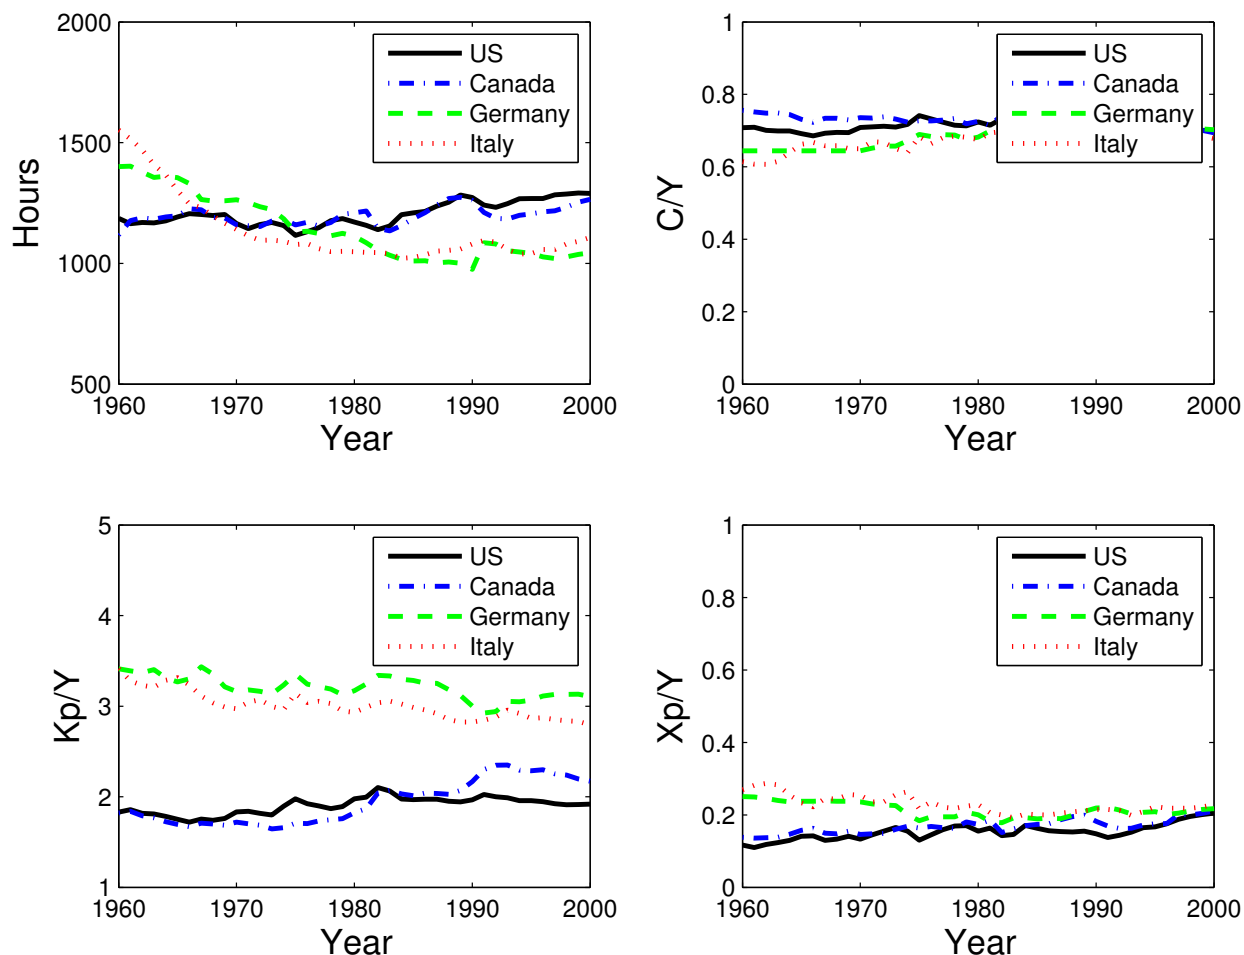 2000
1500
1000
500
Hours
US
Canada
Germany
Italy
1960
1970
1980
1990
2000
Year
1
0.8
0.6
0.4
0.2
0
C/Y
US
Canada
Germany
Italy
1960
1970
1980
1990
2000
Year
5
4
3
2
1
Kp/Y
US
Canada
Germany
Italy
1960
1970
1980
1990
2000
Year
1
0.8
0.6
0.4
0.2
0
Xp/Y
US
Canada
Germany
Italy
1960
1970
1980
1990
2000
Year